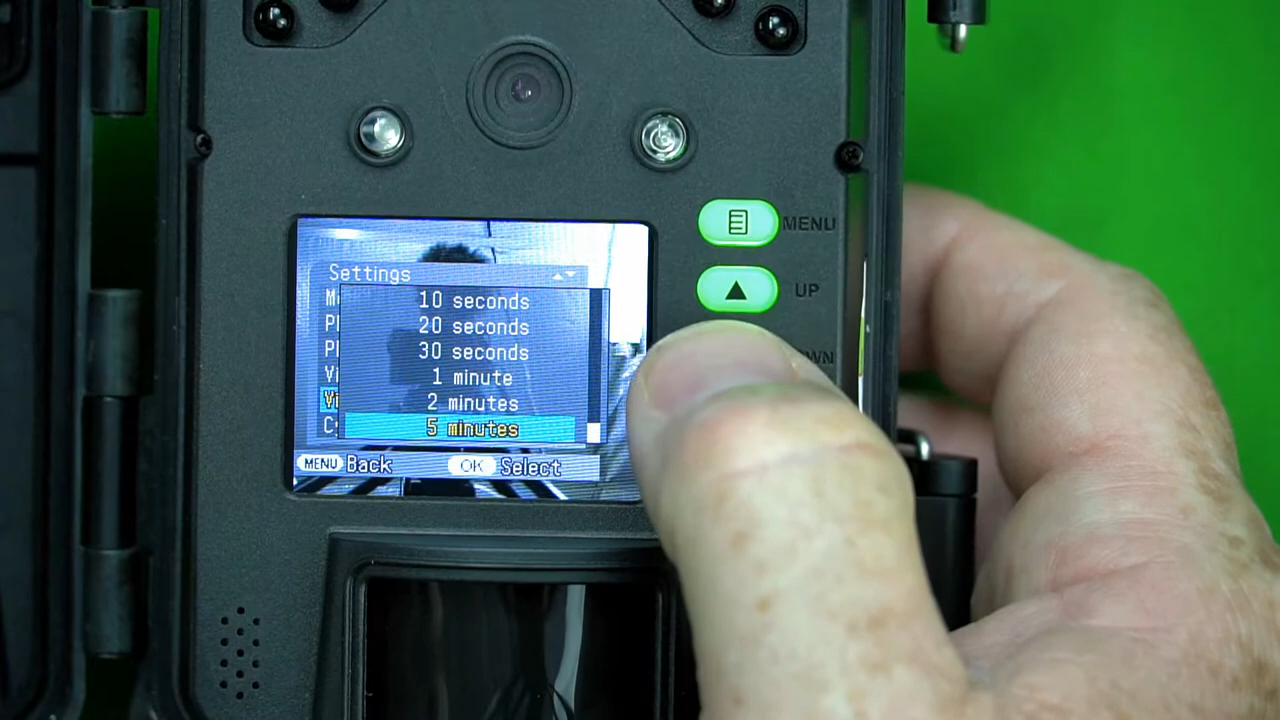 MENU
UP
WN
Settings
10 seconds
20 seconds
30 seconds
1 minute
2 minutes
5 minutes
MENU Back
OK Select